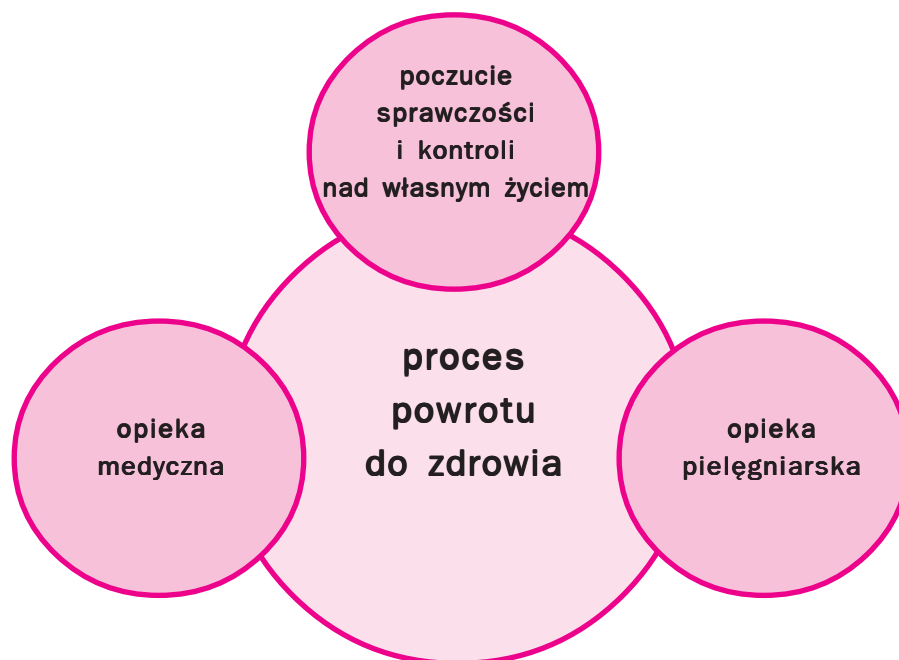 poczucie
sprawczości
i kontroli
nad własnym życiem
proces
powrotu
do zdrowia
opieka
medyczna
opieka
pielęgniarska